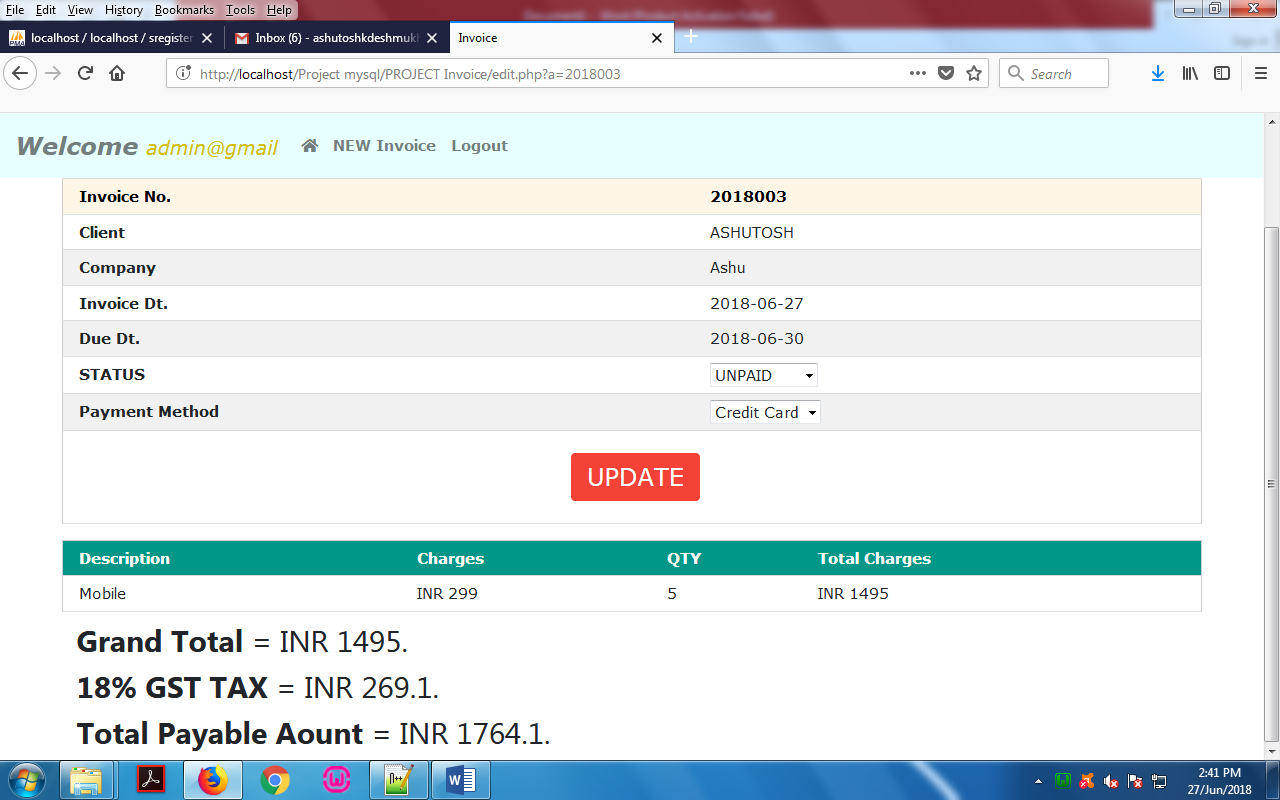 File Edit View History Bookmarks Tools Help
localhost / localhost / sregister
Inbox (6) - ashutoshkdeshmukh
Invoice
http://localhost/Project mysql/PROJECT Invoice/edit.php?a=2018003
Search
Welcome admin@gmail NEW Invoice Logout
Invoice No. 2018003
Client ASHUTOSH
Company Ashu
Invoice Dt. 2018-06-27
Due Dt. 2018-06-30
STATUS UNPAID
Payment Method Credit Card
UPDATE
Description Charges QTY Total Charges
Mobile INR 299 5 INR 1495
Grand Total = INR 1495.
18% GST TAX = INR 269.1.
Total Payable Aount = INR 1764.1.
2:41 PM
27/Jun/2018